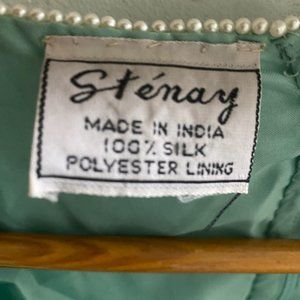 Sténay
MADE IN INDIA
100% SILK
POLYESTER LINING